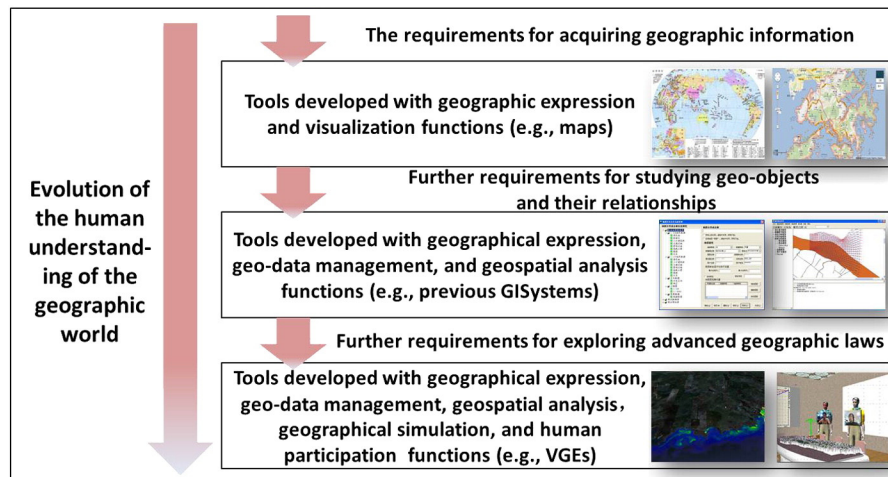 The requirements for acquiring geographic information
Tools developed with geographic expression
and visualization functions (e.g., maps)
Further requirements for studying geo-objects
and their relationships
Evolution of
the human
understand-
ing of the
geographic
world
Tools developed with geographical expression,
geo-data management, and geospatial analysis
functions (e.g., previous GISystems)
Further requirements for exploring advanced geographic laws
Tools developed with geographical expression,
geo-data management, geospatial analysis，
geographical simulation, and human
participation functions (e.g., VGEs)